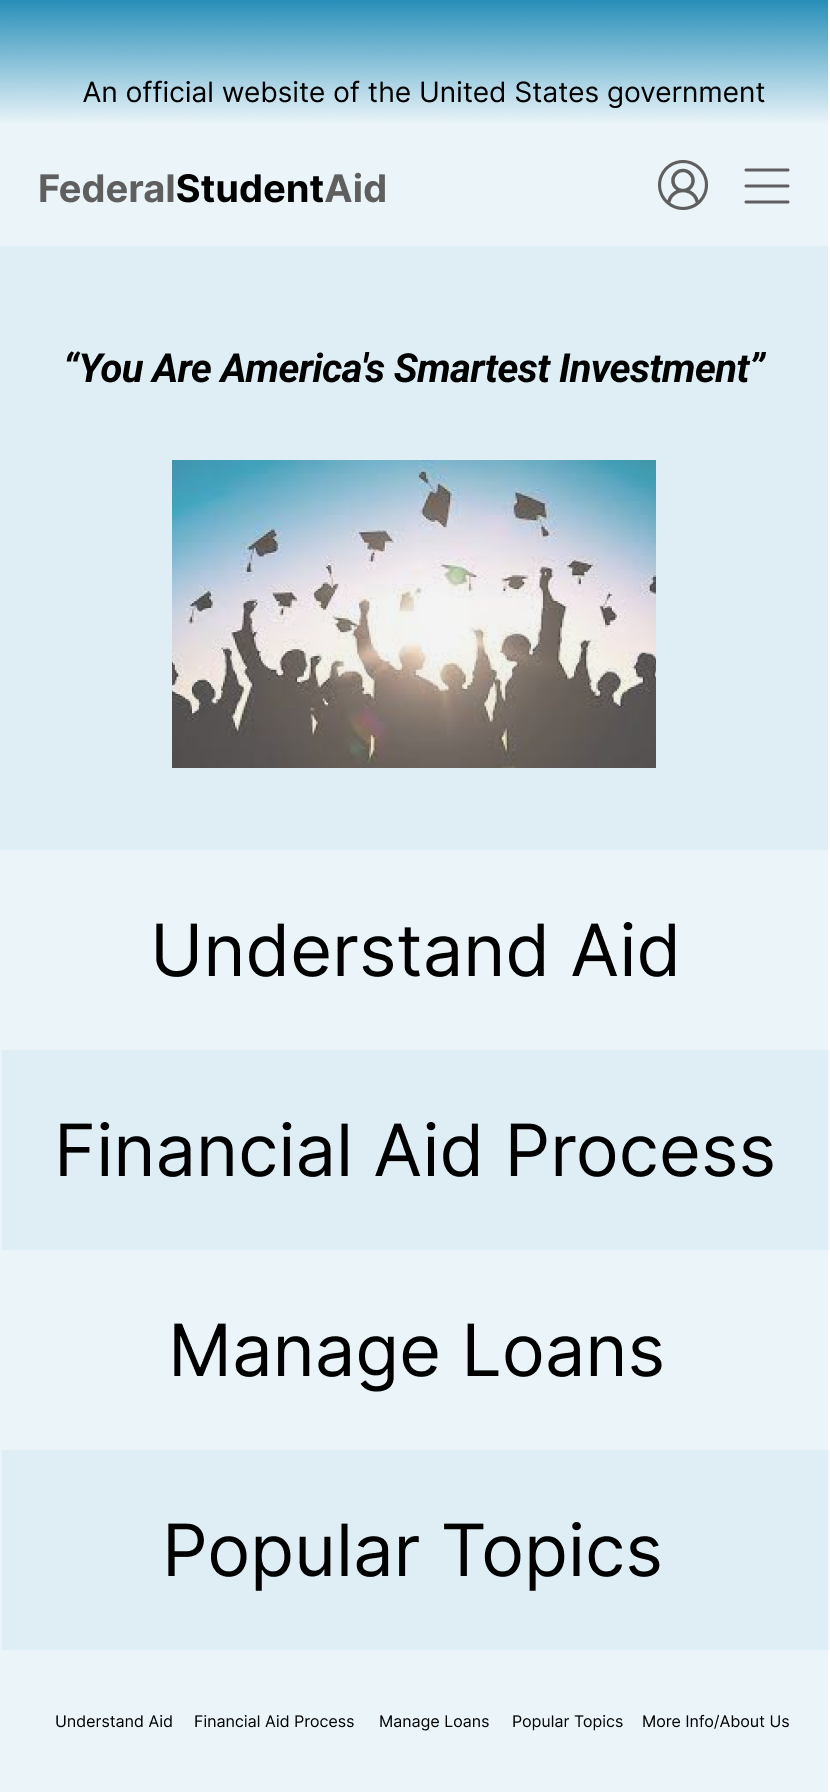 An official website of the United States government
FederalStudentAid
“You Are America's Smartest Investment”
Understand Aid
Financial Aid Process
Manage Loans
Popular Topics
Understand Aid Financial Aid Process Manage Loans Popular Topics More Info/About Us